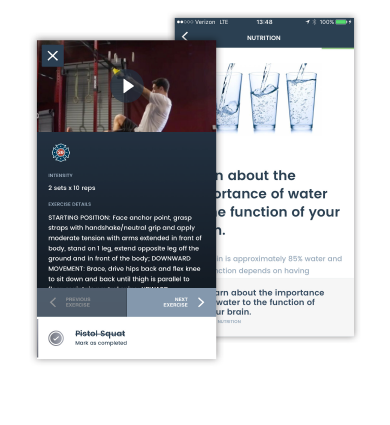 Verizon LTE 13:48 100%
NUTRITION
INTENSITY
2 sets x 10 reps
EXERCISE DETAILS
STARTING POSITION: Face anchor point, grasp
straps with handshake/neutral grip and apply
moderate tension with arms extended in front of
body, stand on 1 leg, extend opposite leg off the
ground and in front of the body; DOWNWARD
MOVEMENT: Brace, drive hips back and flex knee
to sit down and back until thigh is parallel to
PREVIOUS
EXERCISE
NEXT
EXERCISE
Pistol Squat
Mark as completed
n about the
ortance of water
e function of your
n.
in is approximately 85% water and
nction depends on having
arn about the importance
water to the function of
ur brain.
NUTRITION